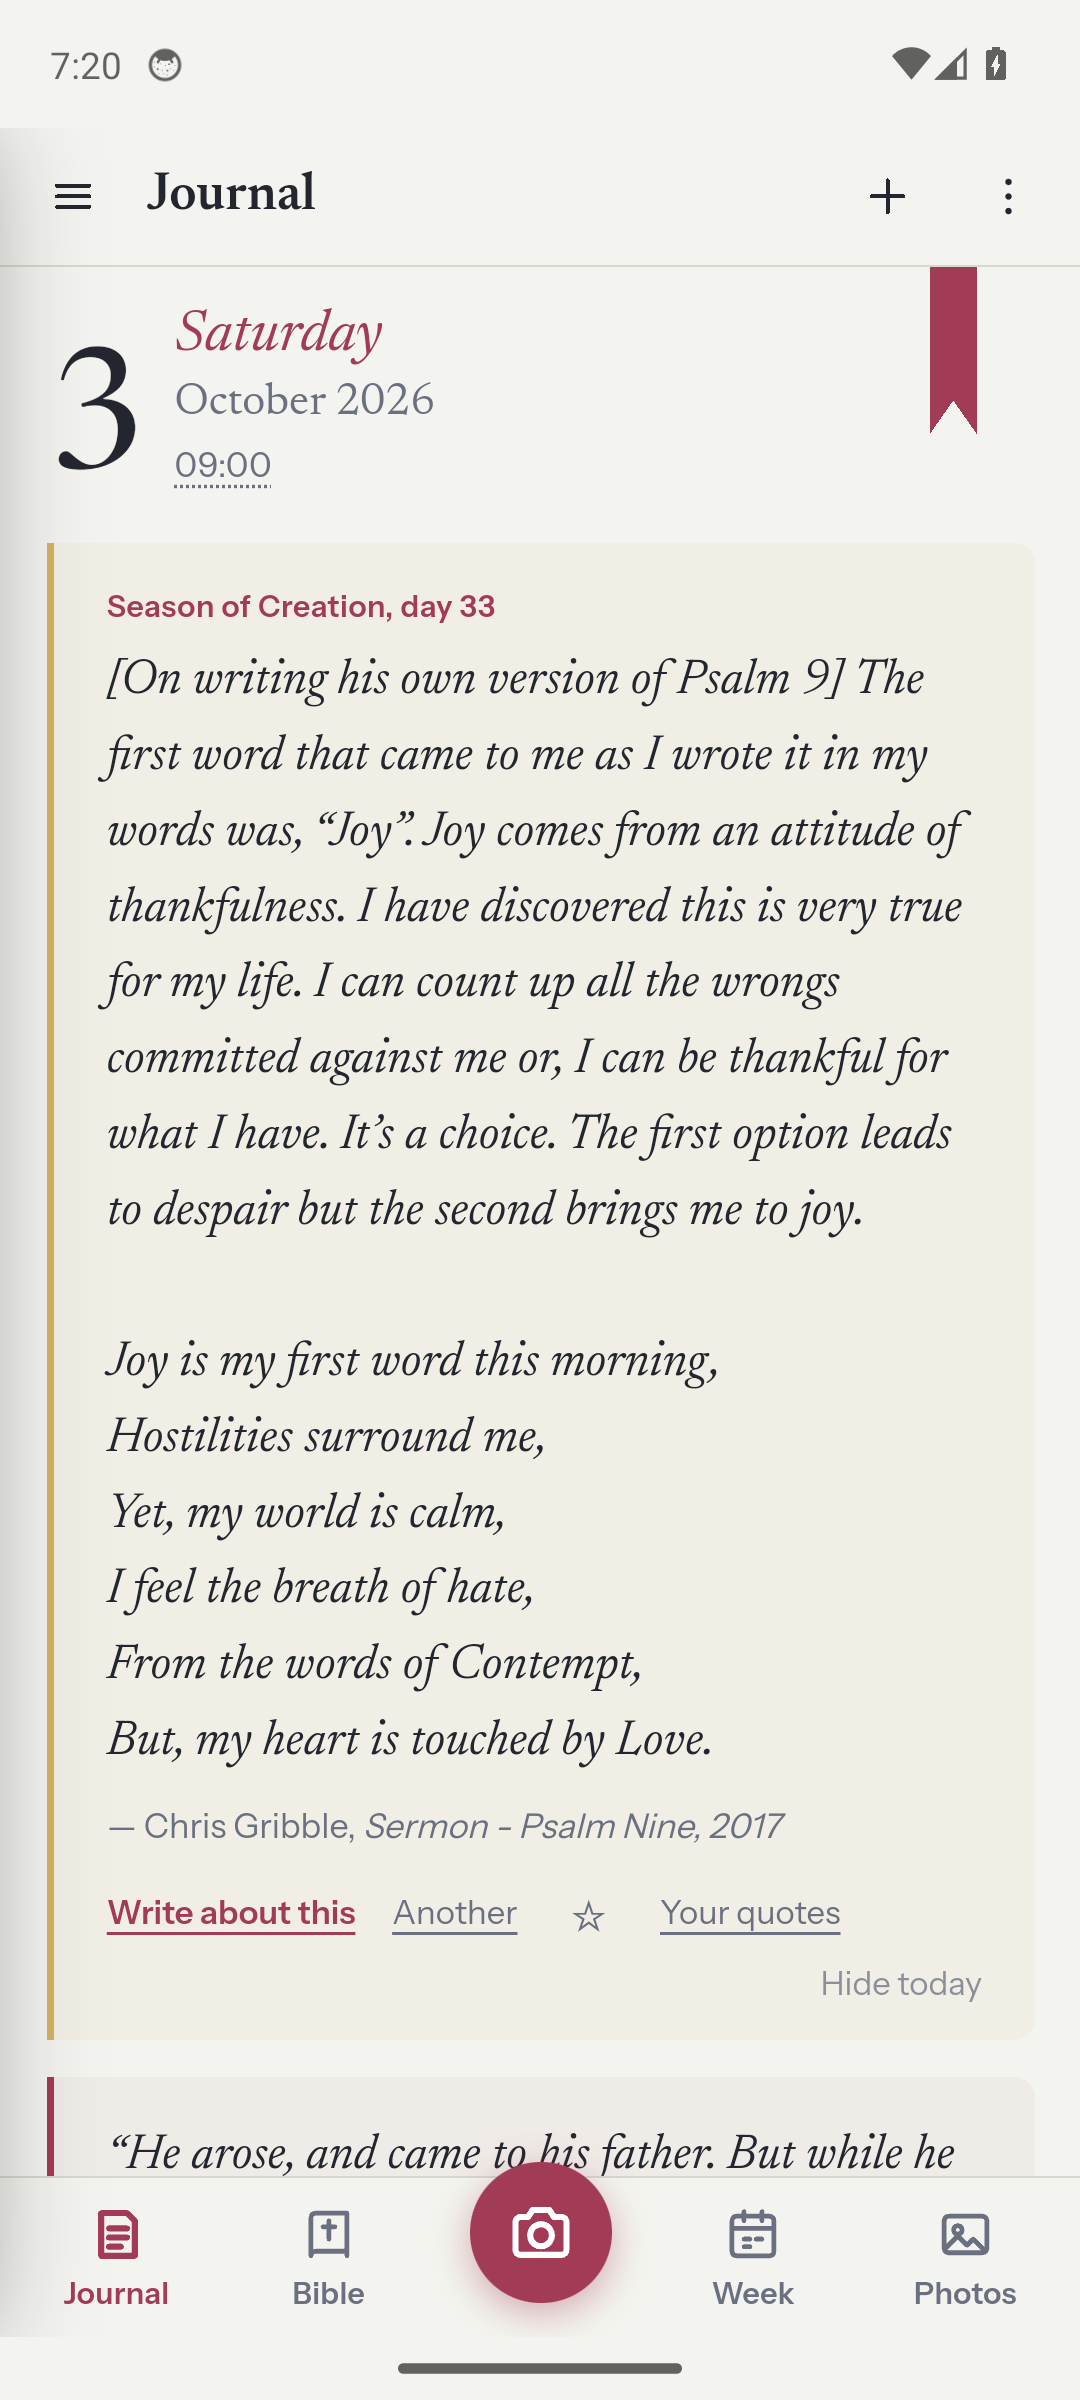 7:20
Journal
3
Saturday
October 2026
09:00
Season of Creation, day 33
[On writing his own version of Psalm 9] The
first word that came to me as I wrote it in my
words was, “Joy”. Joy comes from an attitude of
thankfulness. I have discovered this is very true
for my life. I can count up all the wrongs
committed against me or, I can be thankful for
what I have. It’s a choice. The first option leads
to despair but the second brings me to joy.
Joy is my first word this morning,
Hostilities surround me,
Yet, my world is calm,
I feel the breath of hate,
From the words of Contempt,
But, my heart is touched by Love.
— Chris Gribble, Sermon - Psalm Nine, 2017
Write about this Another Your quotes
Hide today
“He arose, and came to his father. But while he
Journal Bible Week Photos